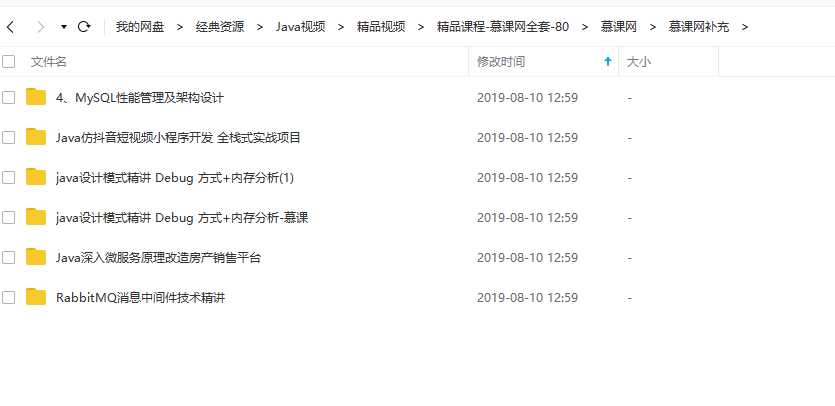 我的网盘 > 经典资源 > Java视频 > 精品视频 > 精品课程-慕课网全套-80 > 慕课网 > 慕课网补充 >
文件名 修改时间 大小
4、MySQL性能管理及架构设计 2019-08-10 12:59 -
Java仿抖音短视频小程序开发 全栈式实战项目 2019-08-10 12:59 -
java设计模式精讲 Debug 方式+内存分析(1) 2019-08-10 12:59 -
java设计模式精讲 Debug 方式+内存分析-慕课 2019-08-10 12:59 -
Java深入微服务原理改造房产销售平台 2019-08-10 12:59 -
RabbitMQ消息中间件技术精讲 2019-08-10 12:59 -